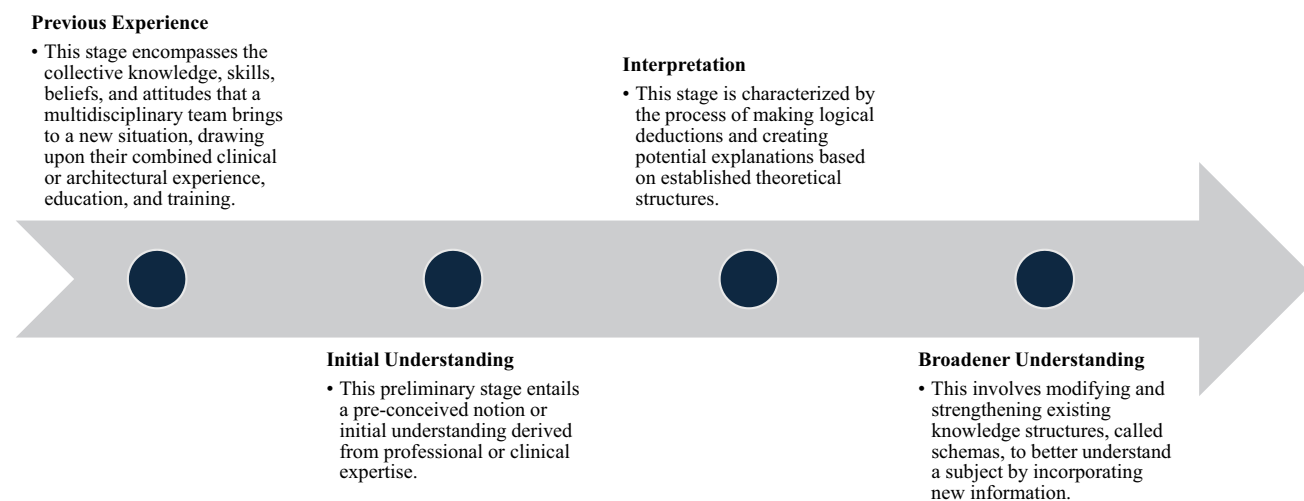 Previous Experience
• This stage encompasses the
collective knowledge, skills,
beliefs, and attitudes that a
multidisciplinary team brings
to a new situation, drawing
upon their combined clinical
or architectural experience,
education, and training.
Initial Understanding
• This preliminary stage entails
a pre-conceived notion or
initial understanding derived
from professional or clinical
expertise.
Interpretation
• This stage is characterized by
the process of making logical
deductions and creating
potential explanations based
on established theoretical
structures.
Broadener Understanding
• This involves modifying and
strengthening existing
knowledge structures, called
schemas, to better understand
a subject by incorporating
new information.